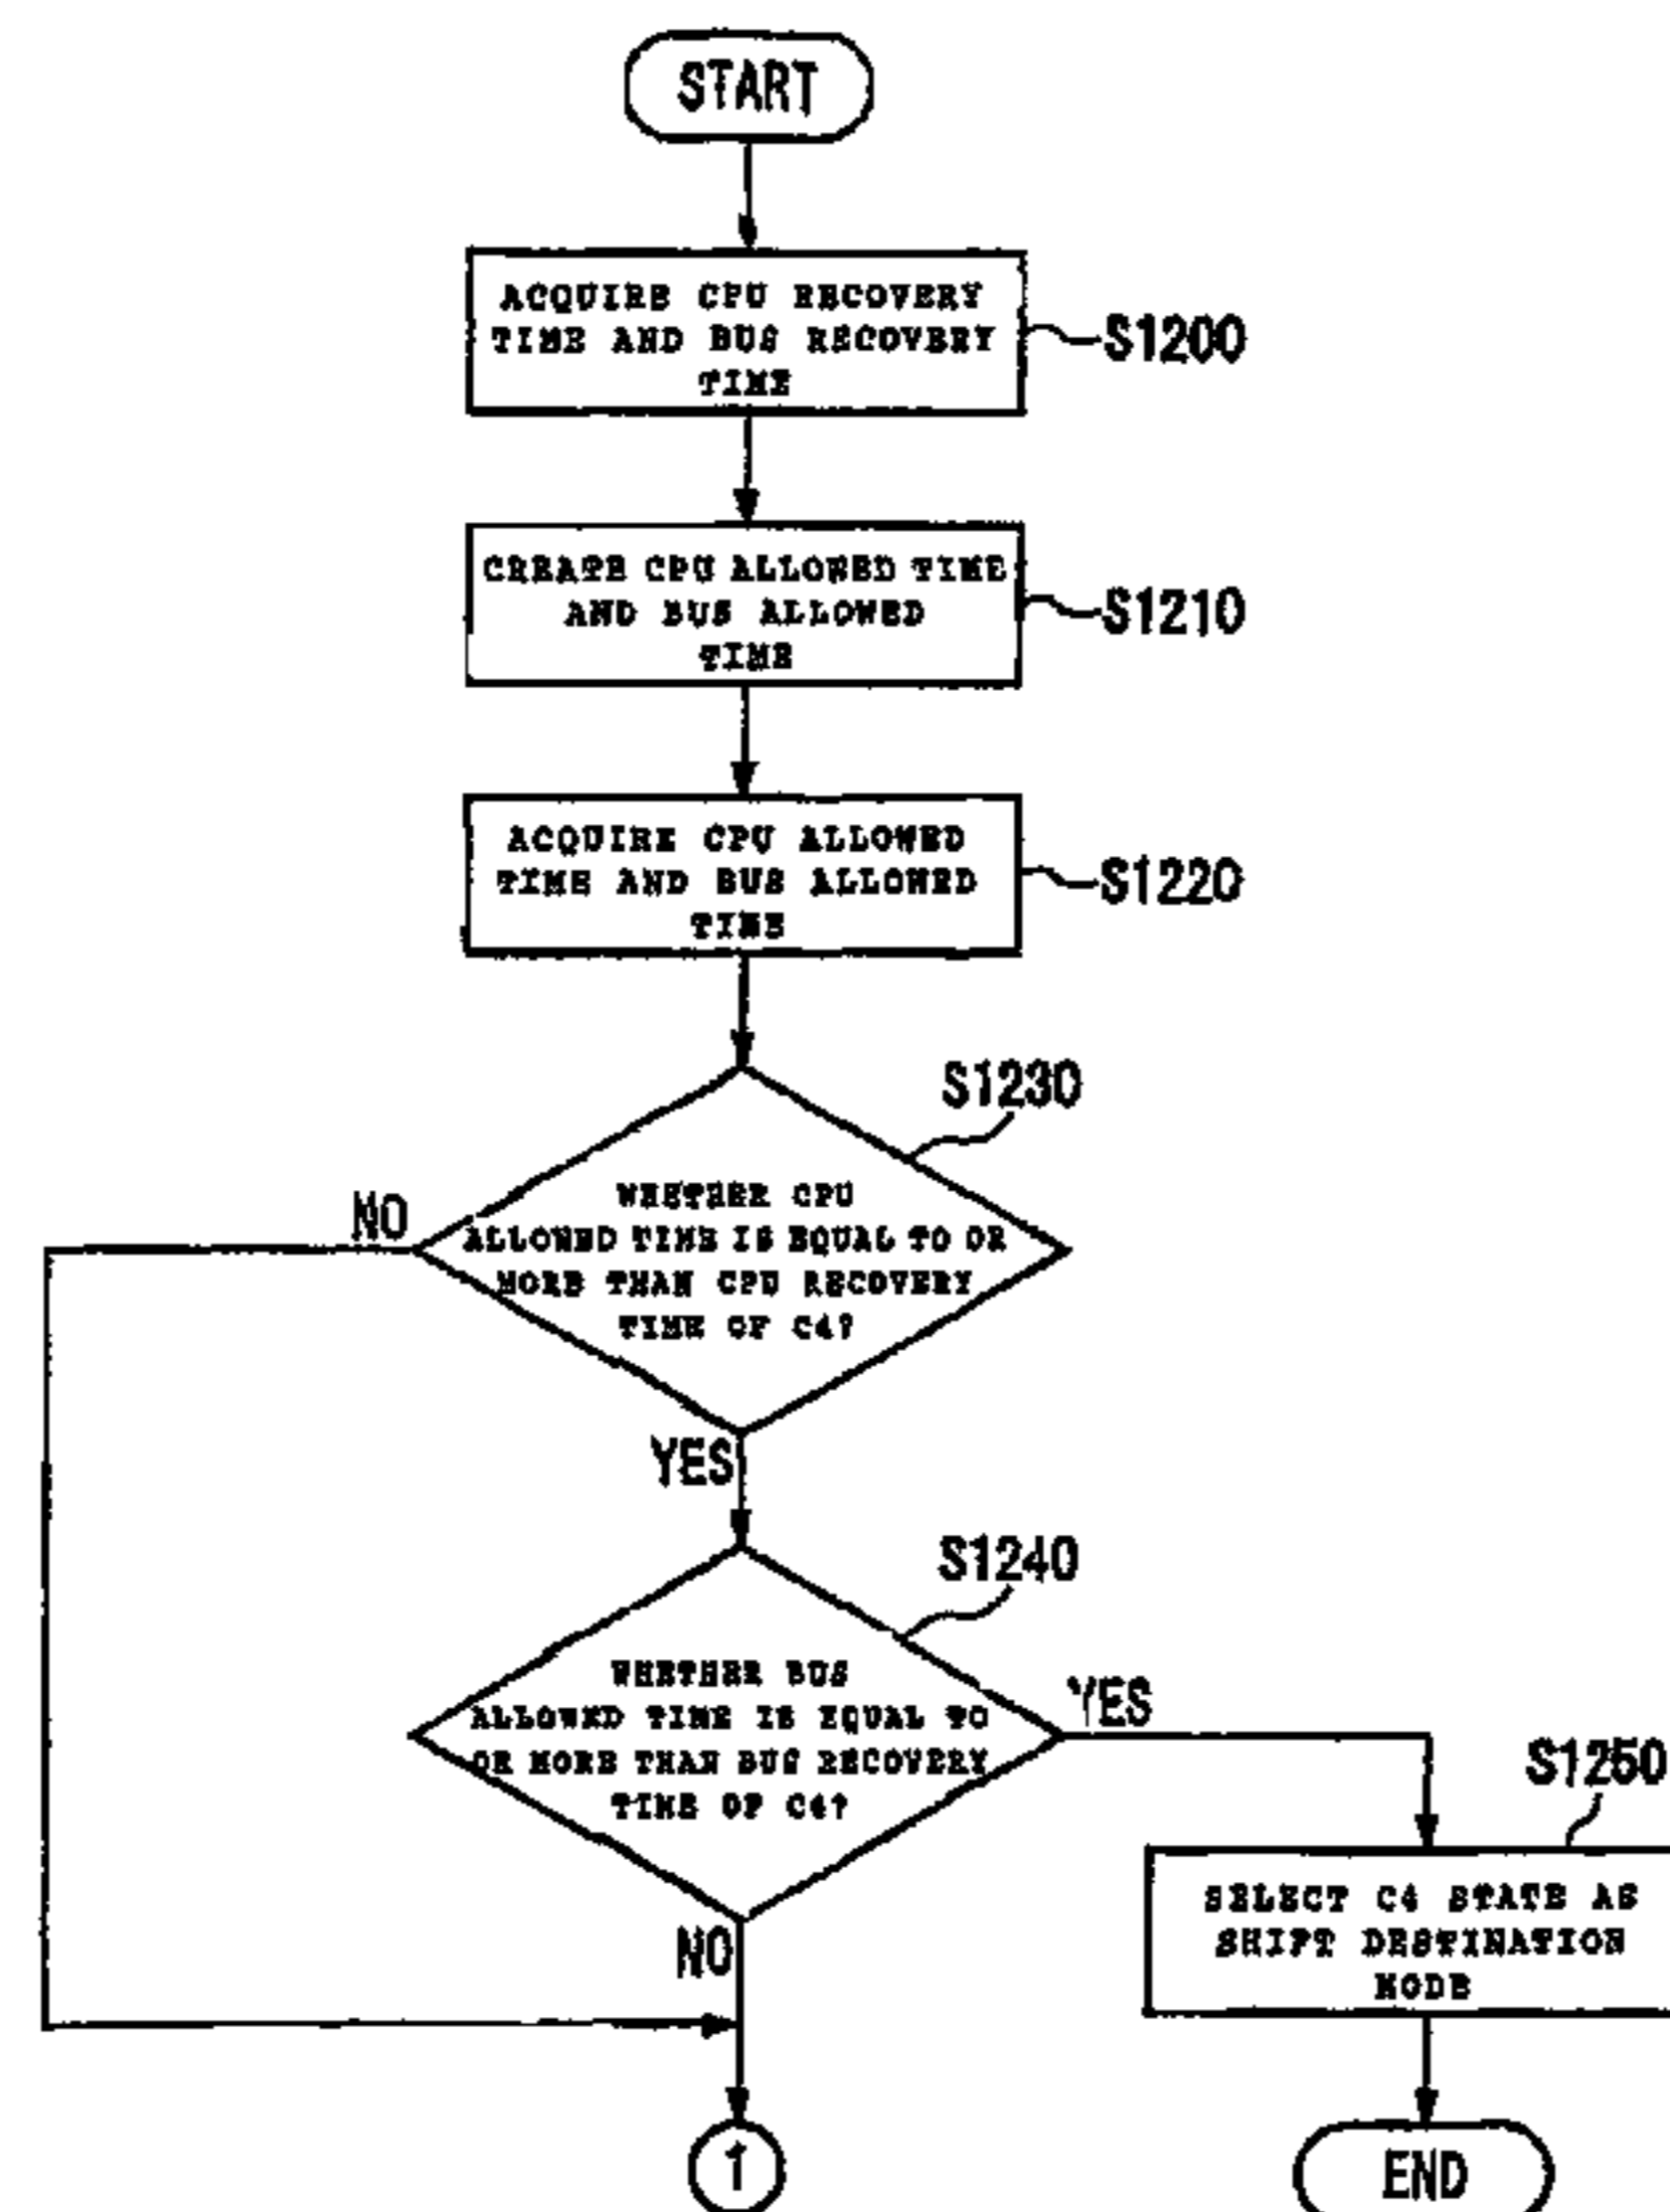 START
ACQUIRE CPU RECOVERY
TIME AND BUS RECOVERY
TIME
S1200
CREATE CPU ALLOWED TIME
AND BUS ALLOWED
TIME
S1210
ACQUIRE CPU ALLOWED
TIME AND BUS ALLOWED
TIME
S1220
S1230
WHETHER CPU
ALLOWED TIME IS EQUAL TO OR
MORE THAN CPU RECOVERY
TIME OF C4?
NO
YES
S1240
WHETHER BUS
ALLOWED TIME IS EQUAL TO
OR MORE THAN BUS RECOVERY
TIME OF C4?
YES
NO
S1250
SELECT C4 STATE AS
SHIFT DESTINATION
MODE
1
END